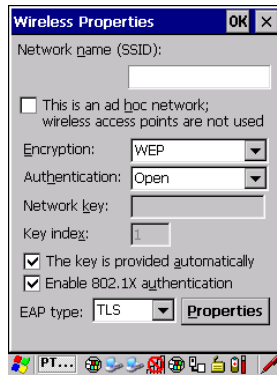 Wireless Properties OK ×
Network name (SSID):
This is an ad hoc network;
wireless access points are not used
Encryption: WEP
Authentication: Open
Network key:
Key index: 1
The key is provided automatically
Enable 802.1X authentication
EAP type: TLS Properties
PT...